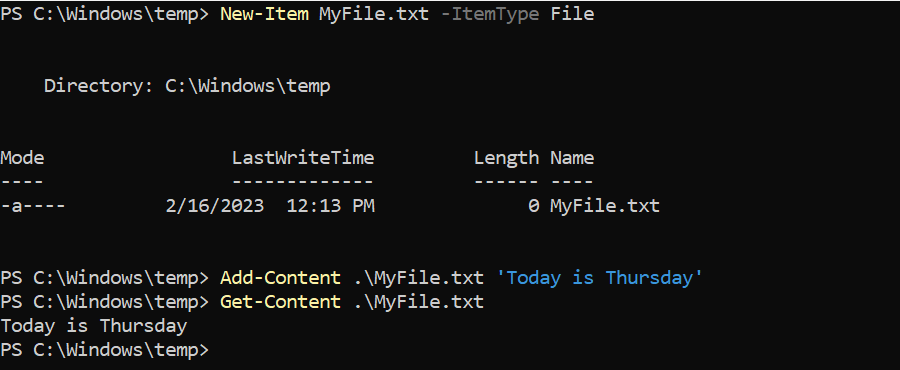 PS C:\Windows\temp> New-Item MyFile.txt -ItemType File
Directory: C:\Windows\temp
Mode LastWriteTime Length Name
---- ------------- ------ ----
-a---- 2/16/2023 12:13 PM 0 MyFile.txt
PS C:\Windows\temp> Add-Content .\MyFile.txt 'Today is Thursday'
PS C:\Windows\temp> Get-Content .\MyFile.txt
Today is Thursday
PS C:\Windows\temp>